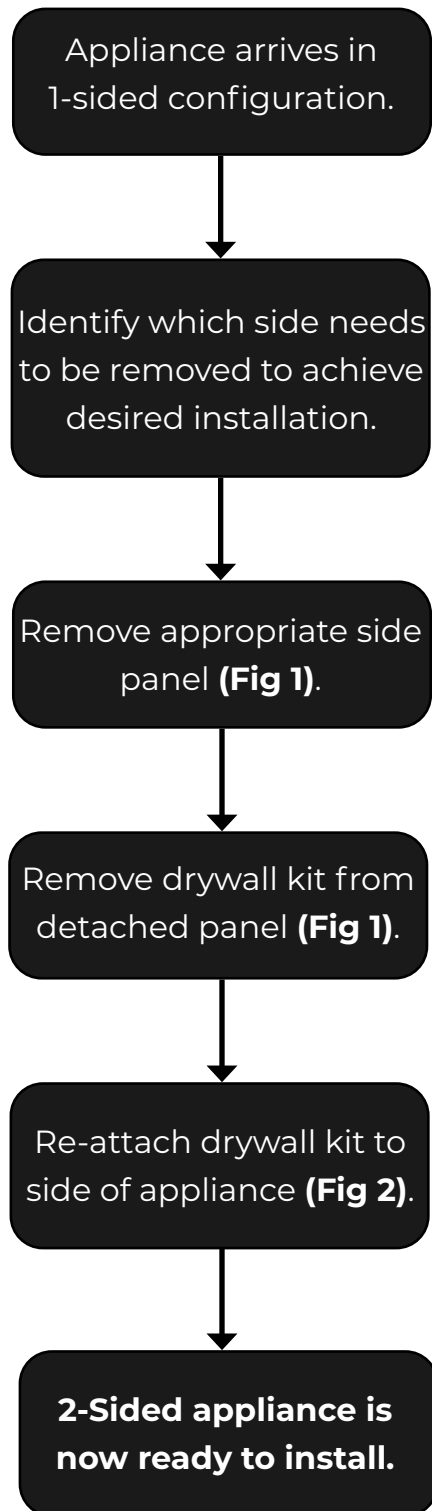 Appliance arrives in
1-sided configuration.
Identify which side needs
to be removed to achieve
desired installation.
Remove appropriate side
panel (Fig 1).
Remove drywall kit from
detached panel (Fig 1).
Re-attach drywall kit to
side of appliance (Fig 2).
2-Sided appliance is
now ready to install.